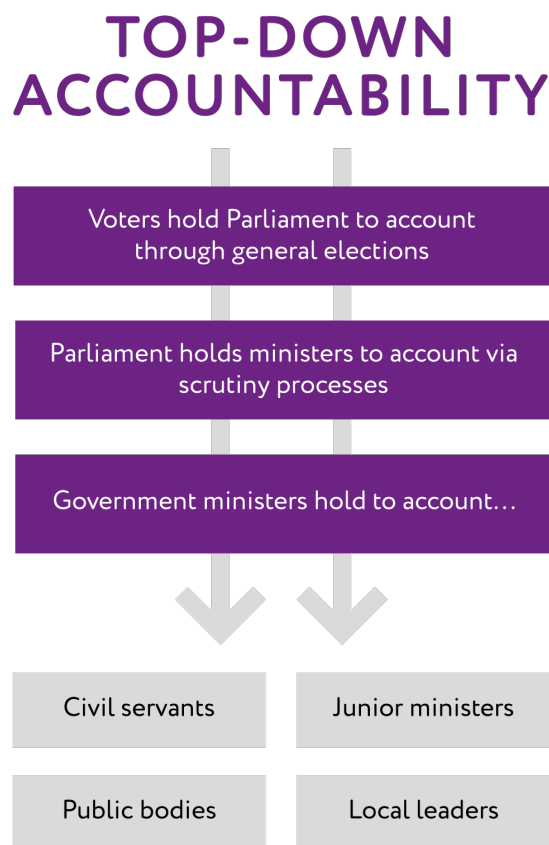 TOP-DOWN
ACCOUNTABILITY
Voters hold Parliament to account
through general elections
Parliament holds ministers to account via
scrutiny processes
Government ministers hold to account...
Civil servants
Junior ministers
Public bodies
Local leaders